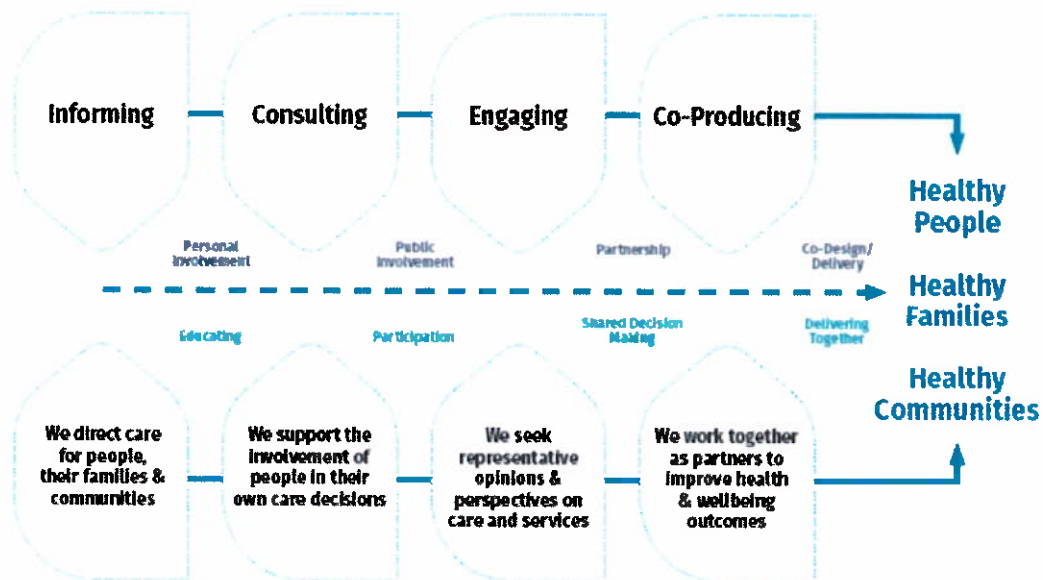 Informing
Consulting
Engaging
Co-Producing
Healthy
People
Personal
Involvement
Public
Involvement
Partnership
Co-Design/
Delivery
Healthy
Families
Educating
Participation
Shared Decision
Making
Delivering
Together
Healthy
Communities
We direct care
for people,
their families &
communities
We support the
involvement of
people in their
own care decisions
We seek
representative
opinions &
perspectives on
care and services
We work together
as partners to
improve health
& wellbeing
outcomes